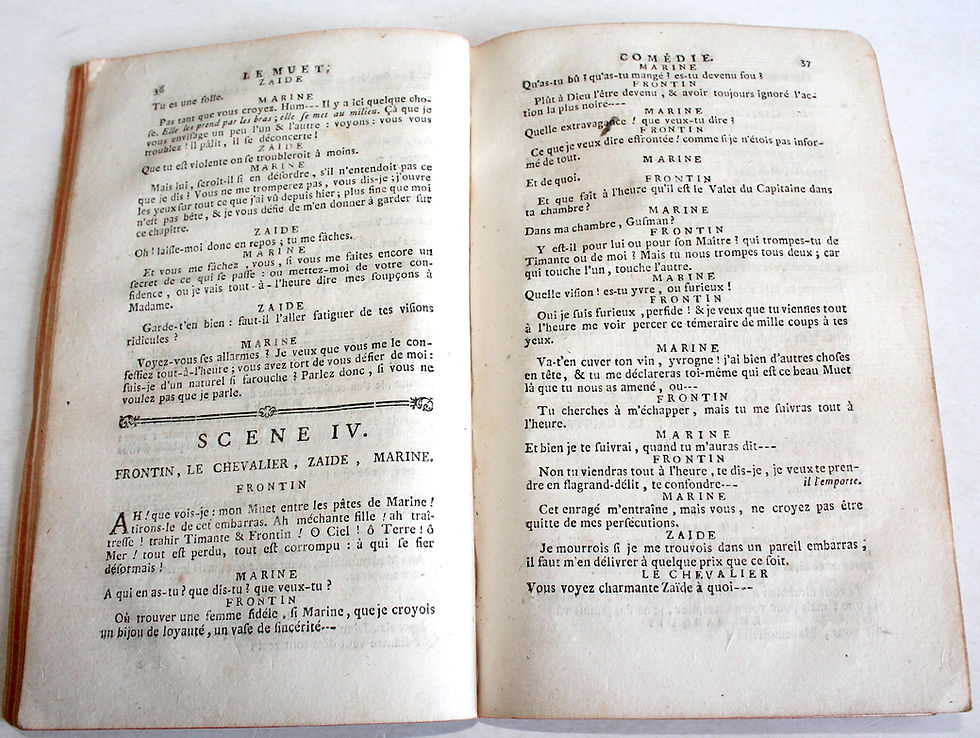 36
LE MUET,
ZAIDE
Tu es une folle.
MARINE
Pas tant que vous croyez. Hum--- Il y a ici quelque cho-
se. Elle les prend par les bras ; elle se met au milieu. Çà que je
vous envisage un peu l'un & l'autre : voyons : vous vous
troublez ! il pâlit, il se déconcerte !
ZAIDE
Que tu est violente on se troubleroit à moins.
MARINE
Mais lui, seroit-il si en désordre, s'il n'entendoit pas ce
que je dis ? Vous ne me tromperez pas, vous dis-je ; j'ouvre
les yeux sur tout ce que j'ai vû depuis hier ; plus fine que moi
n'est pas bête, & je vous défie de m'en donner à garder sur
ce chapitre.
ZAIDE
Oh ! laisse-moi donc en repos ; tu me fâches.
MARINE
Et vous me fâchez, vous, si vous me faites encore un
secret de ce qui se passe : ou mettez-moi de votre con-
fidence, ou je vais tout-à-l'heure dire mes soupçons à
Madame.
ZAIDE
Garde-t'en bien : faut-il l'aller fatiguer de tes visions
ridicules ?
MARINE
Voyez-vous ses allarmes ? Je veux que vous me le con-
fessiez tout-à-l'heure ; vous avez tort de vous défier de moi :
suis-je d'un naturel si farouche ? Parlez donc, si vous ne
voulez pas que je parle.
SCENE IV.
FRONTIN, LE CHEVALIER, ZAIDE, MARINE.
FRONTIN
AH ! que vois-je : mon Muet entre les pâtes de Marine !
tirons-le de cet embarras. Ah méchante fille ! ah traî-
tresse ! trahir Timante & Frontin ! O Ciel ! ô Terre ! ô
Mer ! tout est perdu, tout est corrompu : à qui se fier
désormais !
MARINE
A qui en as-tu ? que dis-tu ? que veux-tu ?
FRONTIN
Où trouver une femme fidéle, si Marine, que je croyois
un bijou de loyauté, un vase de sincérité---
COMÉDIE.
37
MARINE
Qu'as-tu bû ? qu'as-tu mangé ? es-tu devenu fou ?
FRONTIN
Plût à Dieu l'être devenu, & avoir toujours ignoré l'ac-
tion la plus noire----
MARINE
Quelle extravagance ! que veux-tu dire ?
FRONTIN
Ce que je veux dire effrontée ! comme si je n'étois pas infor-
mé de tout.
MARINE
Et de quoi.
FRONTIN
Et que fait à l'heure qu'il est le Valet du Capitaine dans
ta chambre ?
MARINE
Dans ma chambre, Gusman ?
FRONTIN
Y est-il pour lui ou pour son Maître ? qui trompes-tu de
Timante ou de moi ? Mais tu nous trompes tous deux ; car
qui touche l'un, touche l'autre.
MARINE
Quelle vision ! es-tu yvre, ou furieux !
FRONTIN
Oui je suis furieux, perfide ! & je veux que tu viennes tout
à l'heure me voir percer ce témeraire de mille coups à tes
yeux.
MARINE
Va-t'en cuver ton vin, yvrogne ! j'ai bien d'autres choses
en tête, & tu me déclareras toi-même qui est ce beau Muet
là que tu nous as amené, ou---
FRONTIN
Tu cherches à m'échapper, mais tu me suivras tout à
l'heure.
MARINE
Et bien je te suivrai, quand tu m'auras dit---
FRONTIN
Non tu viendras tout à l'heure, te dis-je, je veux te pren-
dre en flagrand-délit, te confondre--- il l'emporte.
MARINE
Cet enragé m'entraîne, mais vous, ne croyez pas être
quitte de mes persécutions.
ZAIDE
Je mourrois si je me trouvois dans un pareil embarras ;
il faut m'en délivrer à quelque prix que ce soit.
LE CHEVALIER
Vous voyez charmante Zaïde à quoi---